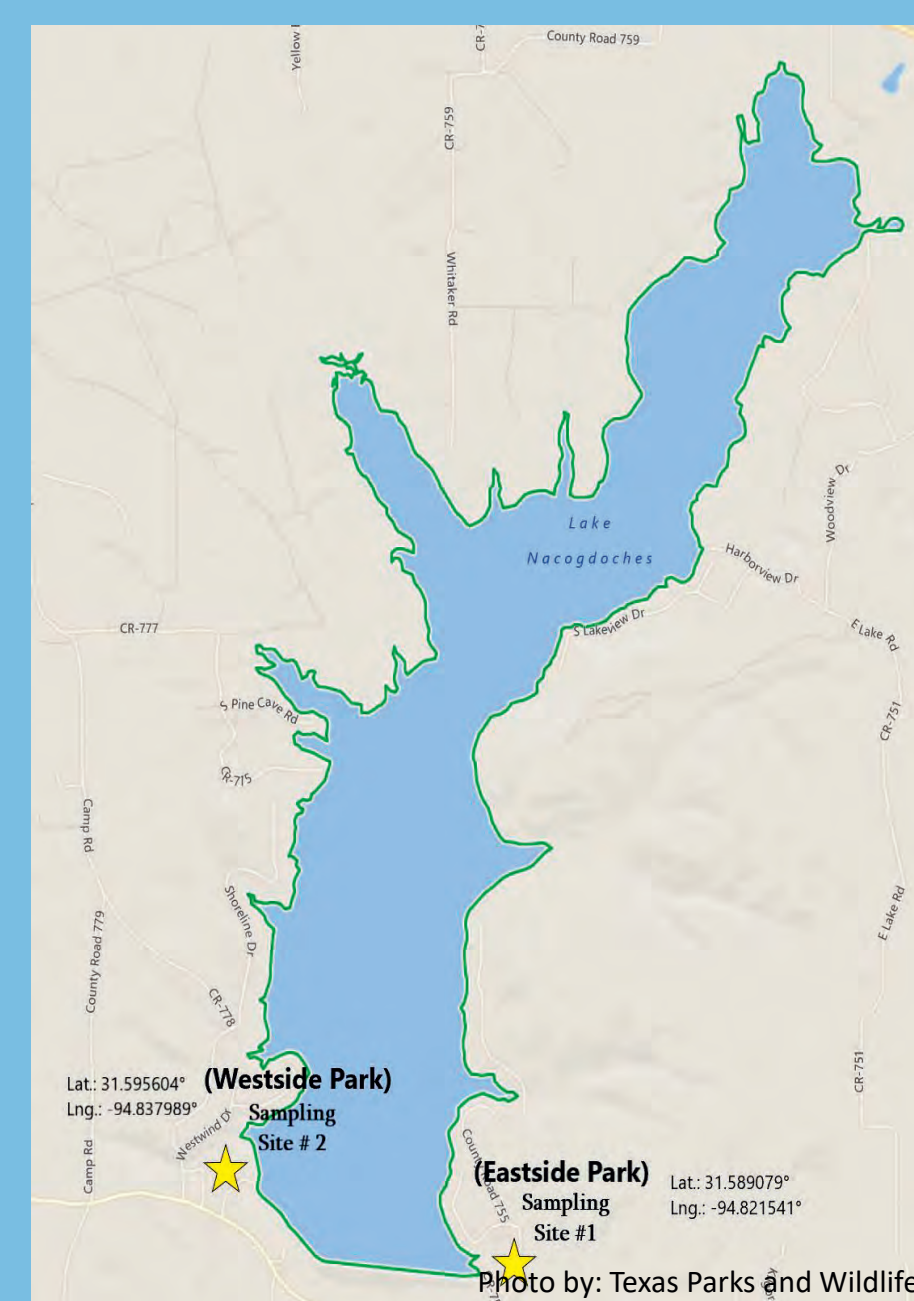 County Road 759
Yellow
CR-7
CR-759
Whitaker Rd
Lake
Nacogdoches
Woodview Dr
Harborview Dr
S Lakeview Dr
E Lake Rd
CR-777
S Pine Cave Rd
CR-751
CR-715
Camp Rd
Shoreline Dr
E Lake Rd
County Road 779
CR-778
CR-751
Lat.: 31.595604°
Lng.: -94.837989°
(Westside Park)
Sampling
Site # 2
Westwind Dr
Camp Rd
County Road 755
(Eastside Park)
Sampling
Site #1
Lat.: 31.589079°
Lng.: -94.821541°
Photo by: Texas Parks and Wildlife